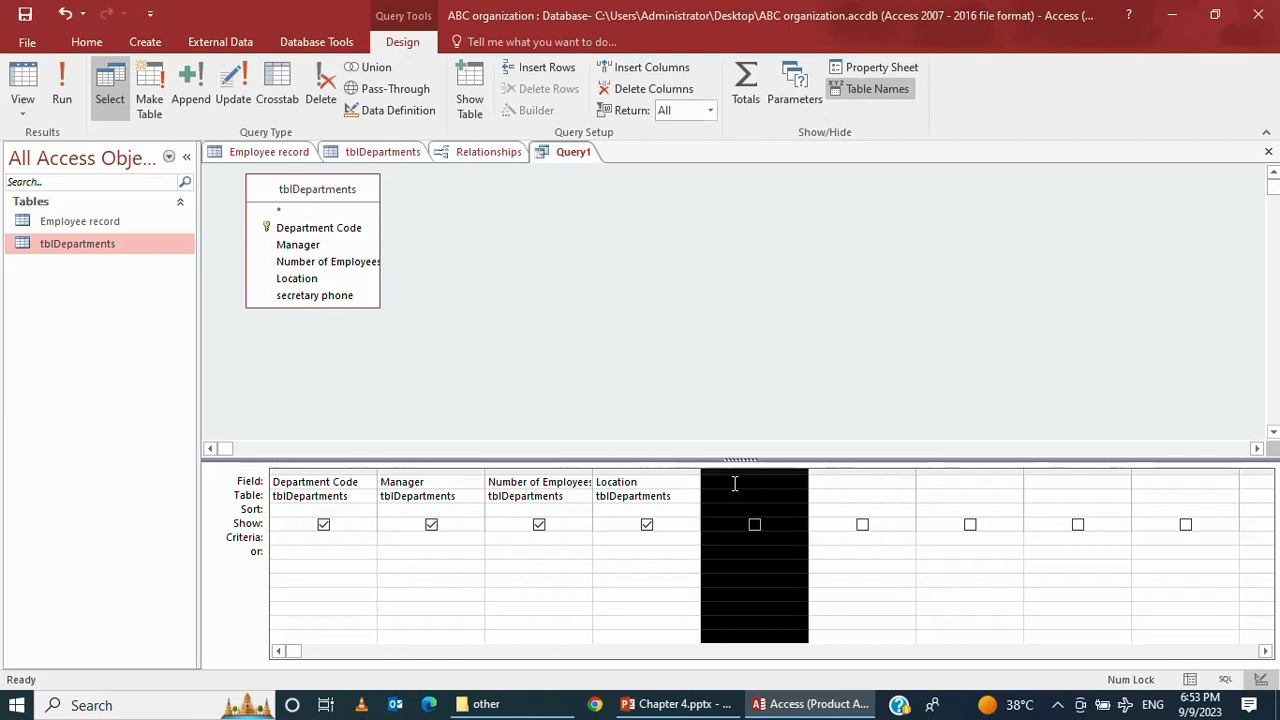 Query Tools
ABC organization : Database- C:\Users\Administrator\Desktop\ABC organization.accdb (Access 2007 - 2016 file format) - Access (...
?
File
Home
Create
External Data
Database Tools
Design
Tell me what you want to do...
View
Run
Select
Make Table
Append
Update
Crosstab
Delete
Union
Pass-Through
Data Definition
Show Table
Insert Rows
Delete Rows
Builder
Insert Columns
Delete Columns
Return: All
Totals
Parameters
Property Sheet
XYZ Table Names
Results
Query Type
Query Setup
Show/Hide
All Access Obje...
Search...
Tables
Employee record
tblDepartments
Employee record
tblDepartments
Relationships
Query1
tblDepartments
*
Department Code
Manager
Number of Employees
Location
secretary phone
Field: Department Code Manager Number of Employees Location
Table: tblDepartments tblDepartments tblDepartments tblDepartments
Sort:
Show:
Criteria:
or:
Ready
Num Lock
SQL
Search
other
Chapter 4.pptx - ...
Access (Product A...
38°C
ENG
6:53 PM
9/9/2023